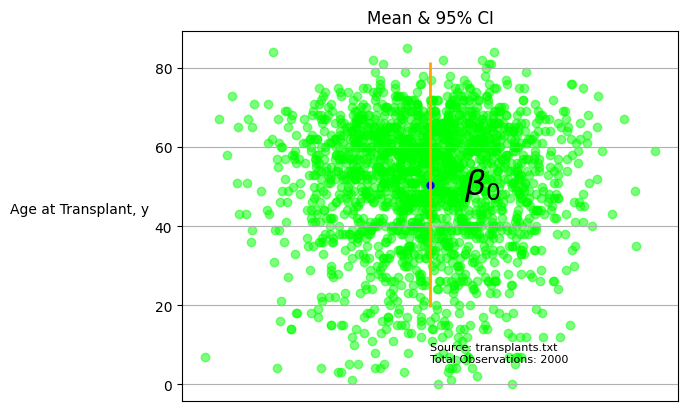 Mean & 95% CI
80
60
Age at Transplant, y
40
20
0
β0
Source: transplants.txt
Total Observations: 2000